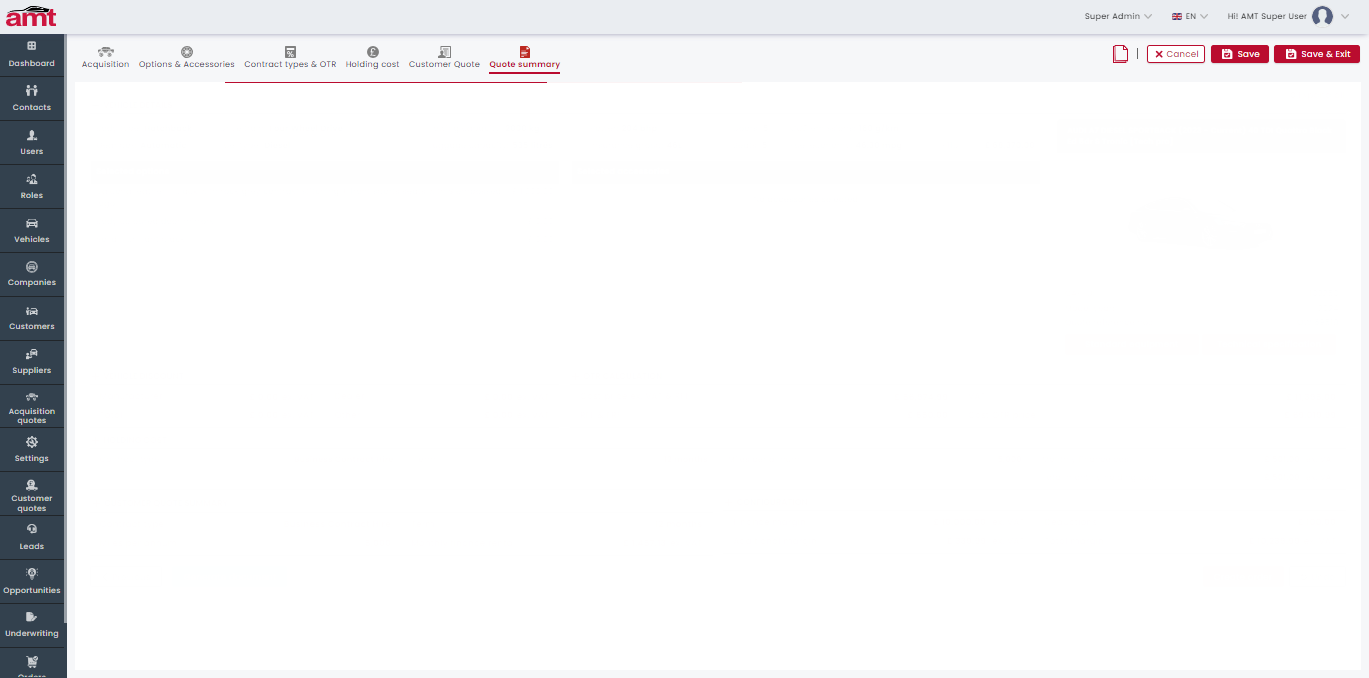 amt
Super Admin
EN
Hi! AMT Super User
Dashboard
Contacts
Users
Roles
Vehicles
Companies
Customers
Suppliers
Acquisition
quotes
Settings
Customer
quotes
Leads
Opportunities
Underwriting
Orders
Acquisition
Options & Accessories
Contract types & OTR
Holding cost
Customer Quote
Quote summary
Cancel
Save
Save & Exit